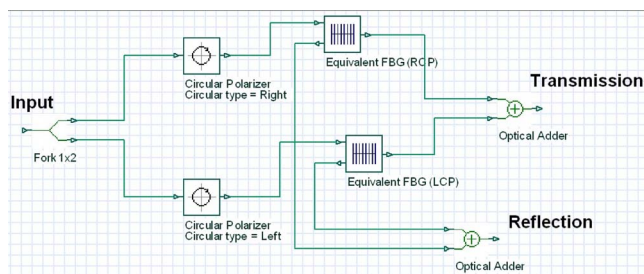 Equivalent FBG (RCP)
Circular Polarizer
Circular type = Right
Transmission
Input
Optical Adder
Fork 1x2
Equivalent FBG (LCP)
Circular Polarizer
Circular type = Left
Reflection
Optical Adder